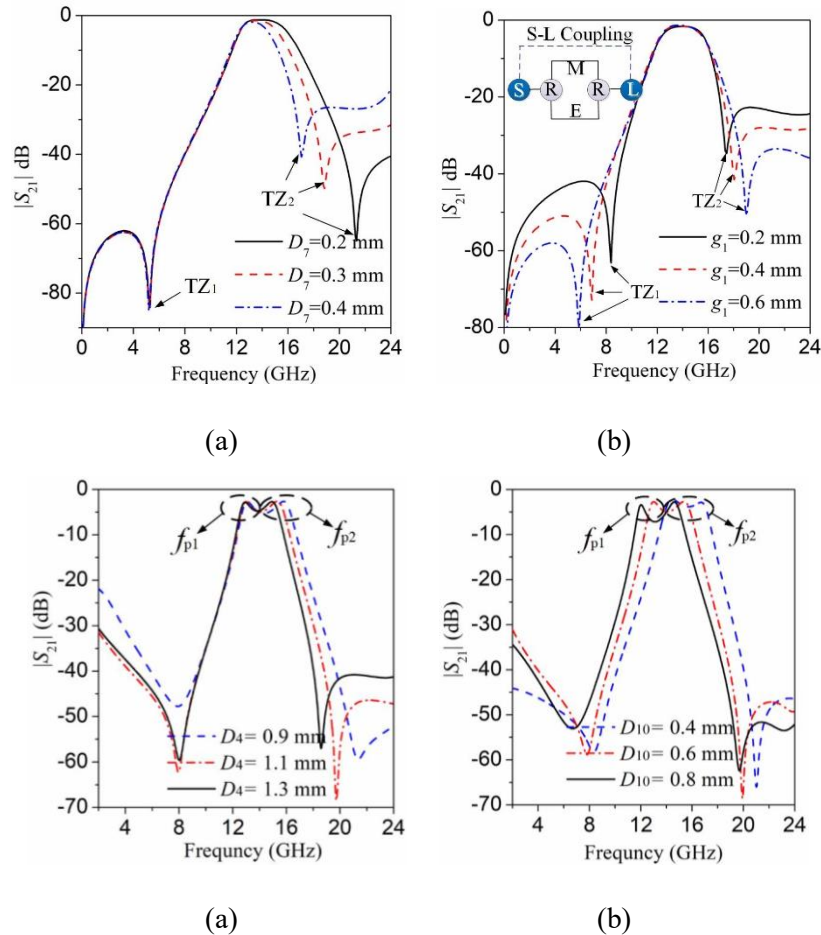 0
-20
-40
-60
-80
|S21| dB
TZ2
TZ1
D7=0.2 mm
D7=0.3 mm
D7=0.4 mm
0 4 8 12 16 20 24
Frequency (GHz)
(a)
0
-20
-40
-60
-80
|S21| dB
S-L Coupling
M
S R R L
E
TZ2
TZ1
g1=0.2 mm
g1=0.4 mm
g1=0.6 mm
0 4 8 12 16 20 24
Frequency (GHz)
(b)
0
-10
-20
-30
-40
-50
-60
-70
|S21| (dB)
fp1 fp2
D4= 0.9 mm
D4= 1.1 mm
D4= 1.3 mm
4 8 12 16 20 24
Frequncy (GHz)
(a)
0
-10
-20
-30
-40
-50
-60
-70
|S21| (dB)
fp1 fp2
D10= 0.4 mm
D10= 0.6 mm
D10= 0.8 mm
4 8 12 16 20 24
Frequncy (GHz)
(b)